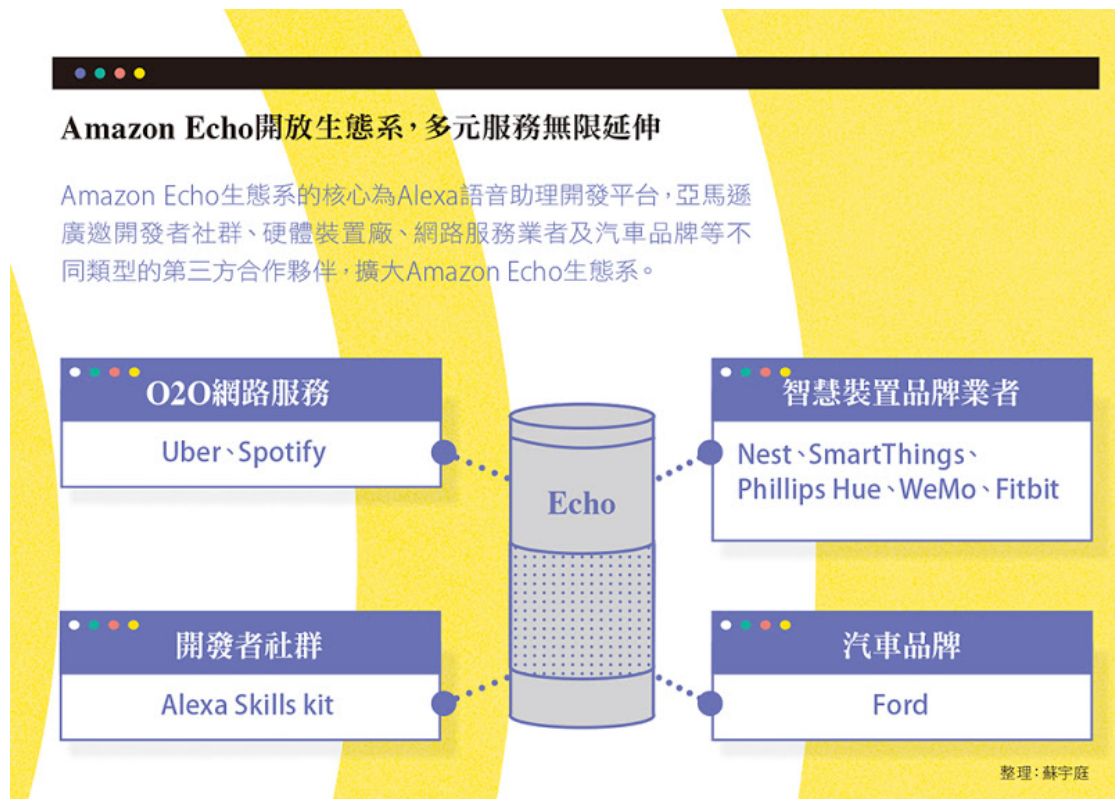 Amazon Echo開放生態系，多元服務無限延伸
Amazon Echo生態系的核心為Alexa語音助理開發平台，亞馬遜
廣邀開發者社群、硬體裝置廠、網路服務業者及汽車品牌等不
同類型的第三方合作夥伴，擴大Amazon Echo生態系。
O2O網路服務
Uber、Spotify
智慧裝置品牌業者
Nest、SmartThings、
Phillips Hue、WeMo、Fitbit
Echo
開發者社群
Alexa Skills kit
汽車品牌
Ford
整理：蘇宇庭